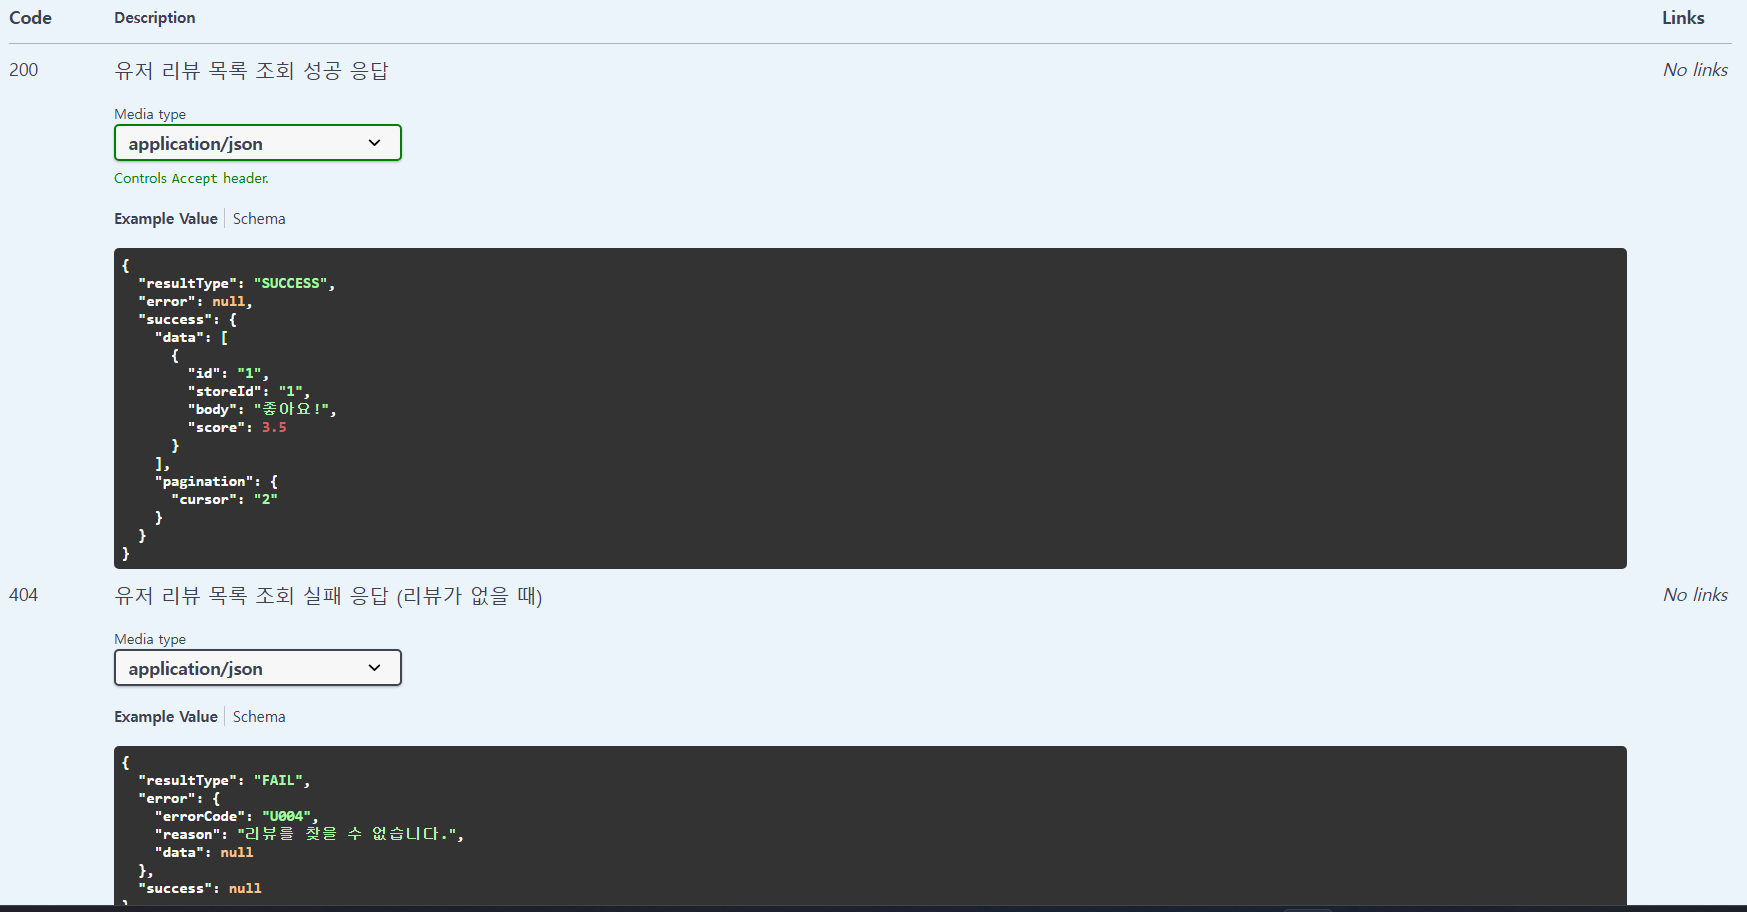 Code Description Links
200 유저 리뷰 목록 조회 성공 응답 No links
Media type
application/json
Controls Accept header.
Example Value Schema
{
  "resultType": "SUCCESS",
  "error": null,
  "success": {
    "data": [
      {
        "id": "1",
        "storeId": "1",
        "body": "좋아요!",
        "score": 3.5
      }
    ],
    "pagination": {
      "cursor": "2"
    }
  }
}
404 유저 리뷰 목록 조회 실패 응답 (리뷰가 없을 때) No links
Media type
application/json
Example Value Schema
{
  "resultType": "FAIL",
  "error": {
    "errorCode": "U004",
    "reason": "리뷰를 찾을 수 없습니다.",
    "data": null
  },
  "success": null
}